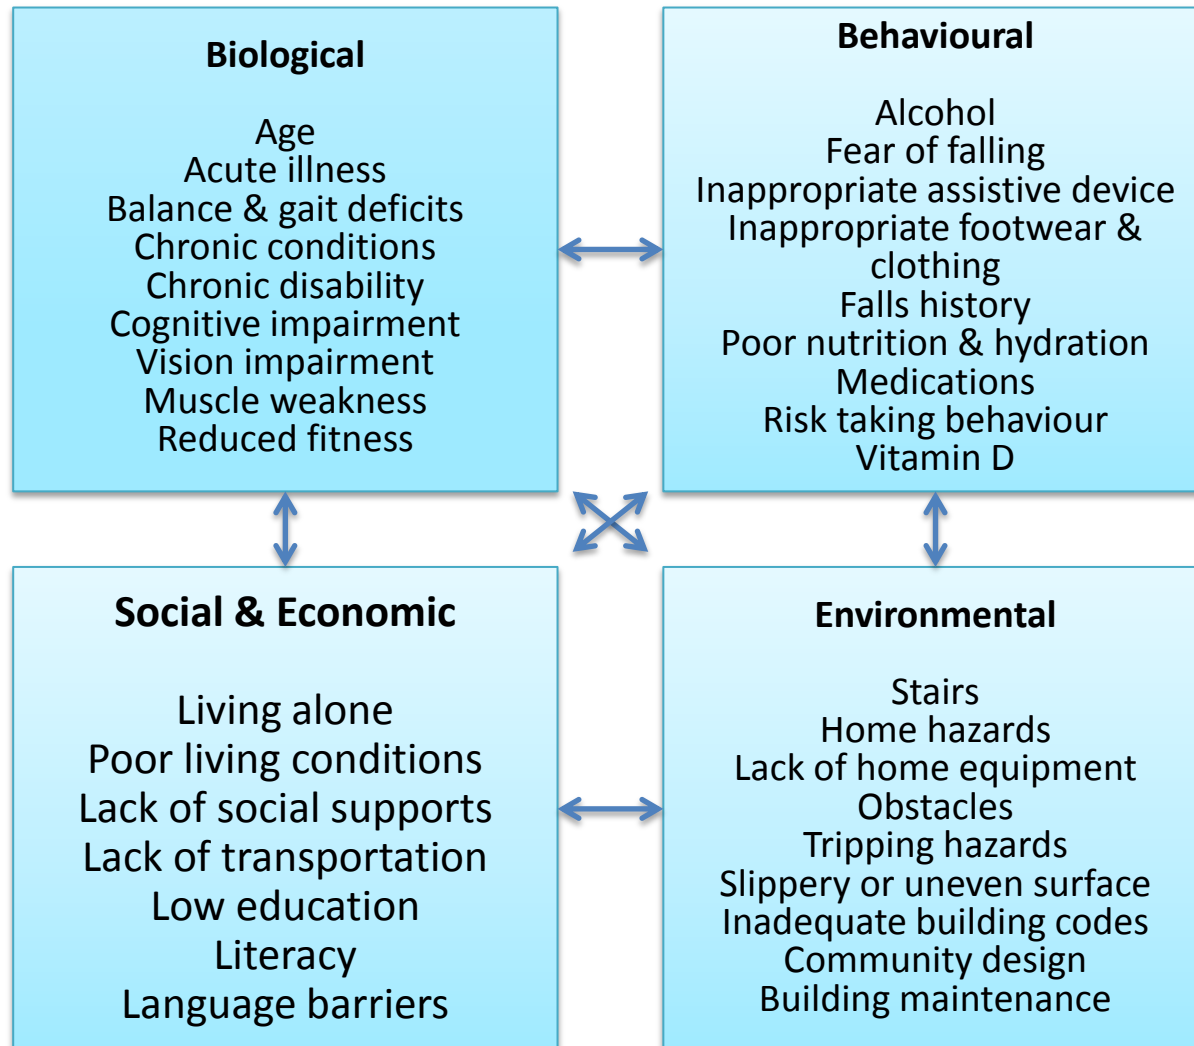 Biological
Age
Acute illness
Balance & gait deficits
Chronic conditions
Chronic disability
Cognitive impairment
Vision impairment
Muscle weakness
Reduced fitness
Behavioural
Alcohol
Fear of falling
Inappropriate assistive device
Inappropriate footwear &
clothing
Falls history
Poor nutrition & hydration
Medications
Risk taking behaviour
Vitamin D
Social & Economic
Living alone
Poor living conditions
Lack of social supports
Lack of transportation
Low education
Literacy
Language barriers
Environmental
Stairs
Home hazards
Lack of home equipment
Obstacles
Tripping hazards
Slippery or uneven surface
Inadequate building codes
Community design
Building maintenance